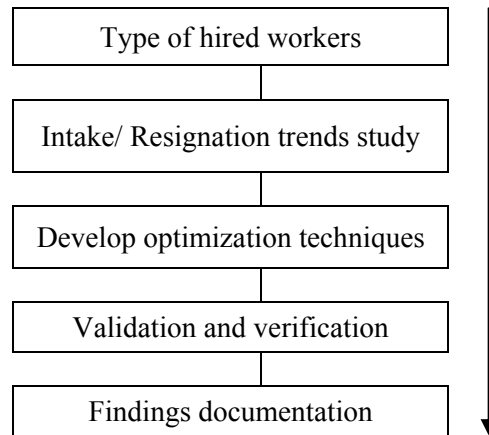 Type of hired workers
Intake/ Resignation trends study
Develop optimization techniques
Validation and verification
Findings documentation